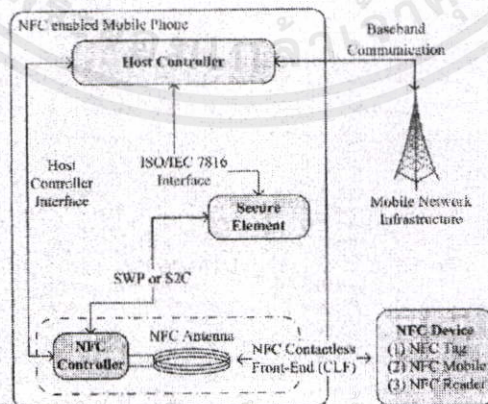 NFC enabled Mobile Phone
Host Controller
Baseband
Communication
Host
Controller
Interface
ISO/IEC 7816
Interface
Secure
Element
Mobile Network
Infrastructure
SWP or S2C
NFC
Controller
NFC Antenna
NFC Contactless
Front-End (CLF)
NFC Device
(1) NFC Tag
(2) NFC Mobile
(3) NFC Reader